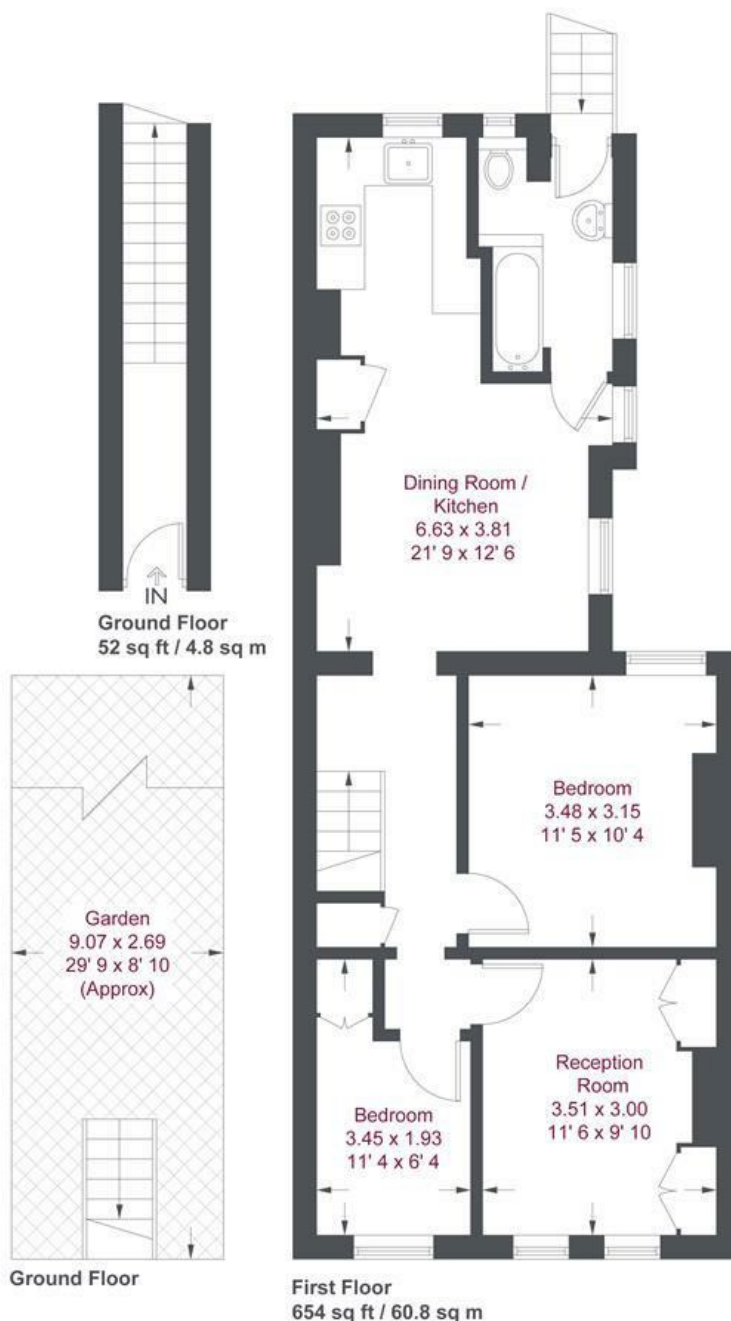 IN
Ground Floor
52 sq ft / 4.8 sq m
Dining Room /
Kitchen
6.63 x 3.81
21' 9 x 12' 6
Bedroom
3.48 x 3.15
11' 5 x 10' 4
Garden
9.07 x 2.69
29' 9 x 8' 10
(Approx)
Reception
Room
3.51 x 3.00
11' 6 x 9' 10
Bedroom
3.45 x 1.93
11' 4 x 6' 4
Ground Floor
First Floor
654 sq ft / 60.8 sq m